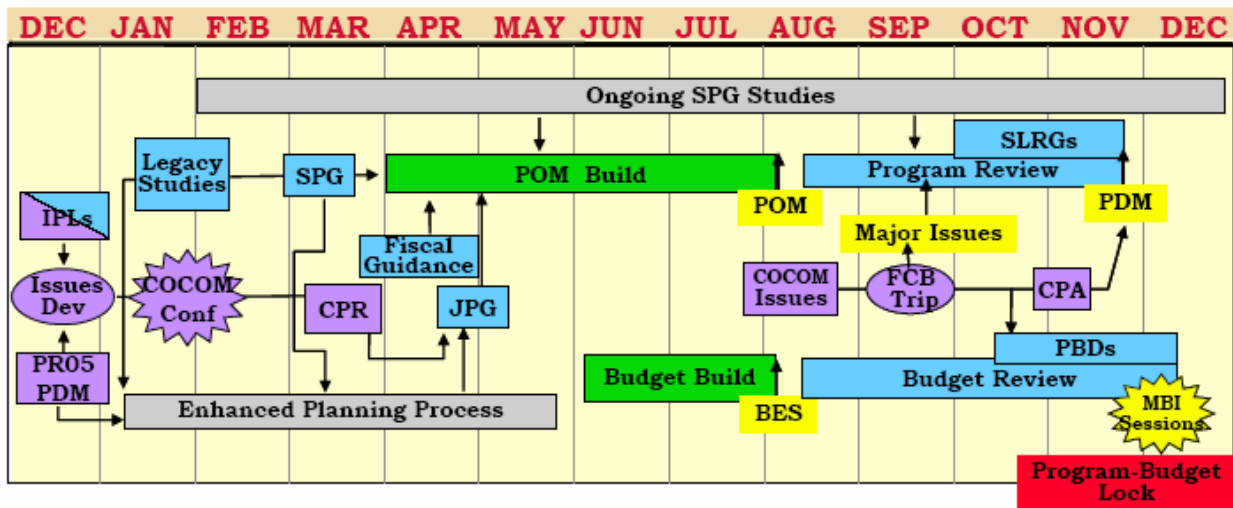 DEC JAN FEB MAR APR MAY JUN JUL AUG SEP OCT NOV DEC
Ongoing SPG Studies
SLRGs
Legacy
Studies
SPG
POM Build
Program Review
IPLs
POM
PDM
Major Issues
Fiscal
Guidance
Issues
Dev
COCOM
Conf
CPR
JPG
COCOM
Issues
FCB
Trip
CPA
PR05
PDM
PBDs
Budget Build
Budget Review
Enhanced Planning Process
BES
MBI
Sessions
Program-Budget
Lock